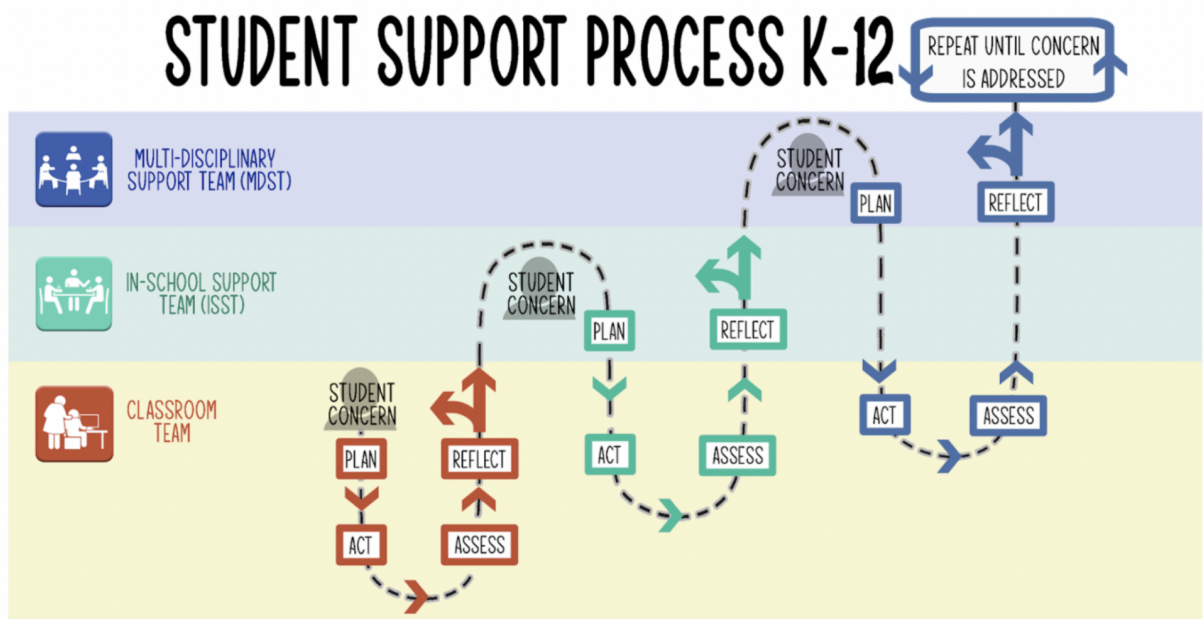 STUDENT SUPPORT PROCESS K-12
REPEAT UNTIL CONCERN
IS ADDRESSED
MULTI-DISCIPLINARY
SUPPORT TEAM (MDST)
STUDENT
CONCERN
PLAN
REFLECT
IN-SCHOOL SUPPORT
TEAM (ISST)
STUDENT
CONCERN
PLAN
REFLECT
CLASSROOM
TEAM
STUDENT
CONCERN
PLAN
REFLECT
ACT
ASSESS
ACT
ASSESS
ACT
ASSESS